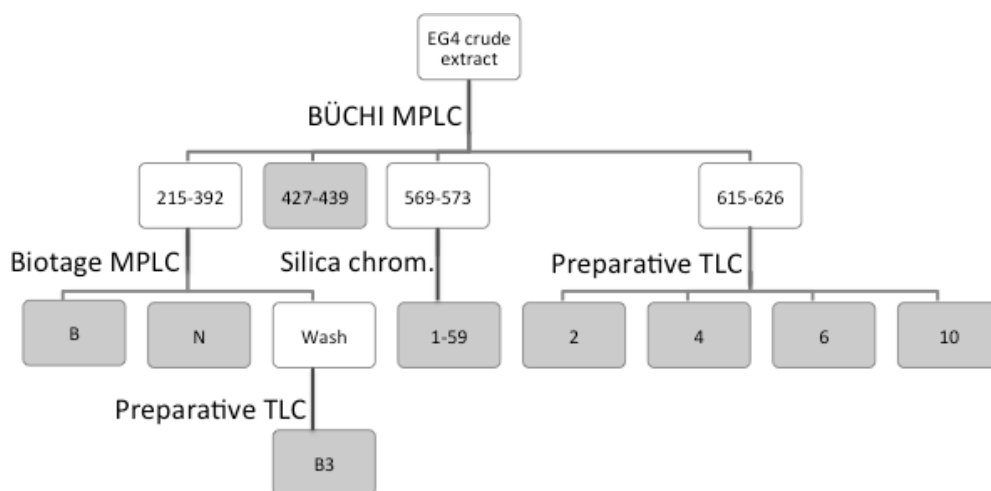 EG4 crude
extract
BÜCHI MPLC
215-392
427-439
569-573
615-626
Biotage MPLC
Silica chrom.
Preparative TLC
B
N
Wash
1-59
2
4
6
10
Preparative TLC
B3